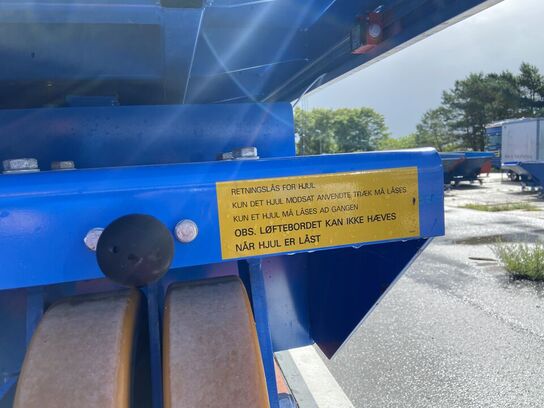 RETNINGSLÅS FOR HJUL
KUN DET HJUL MODSAT ANVENDTE TRÆK MÅ LÅSES
KUN ET HJUL MÅ LÅSES AD GANGEN
OBS. LØFTEBORDET KAN IKKE HÆVES
NÅR HJUL ER LÅST